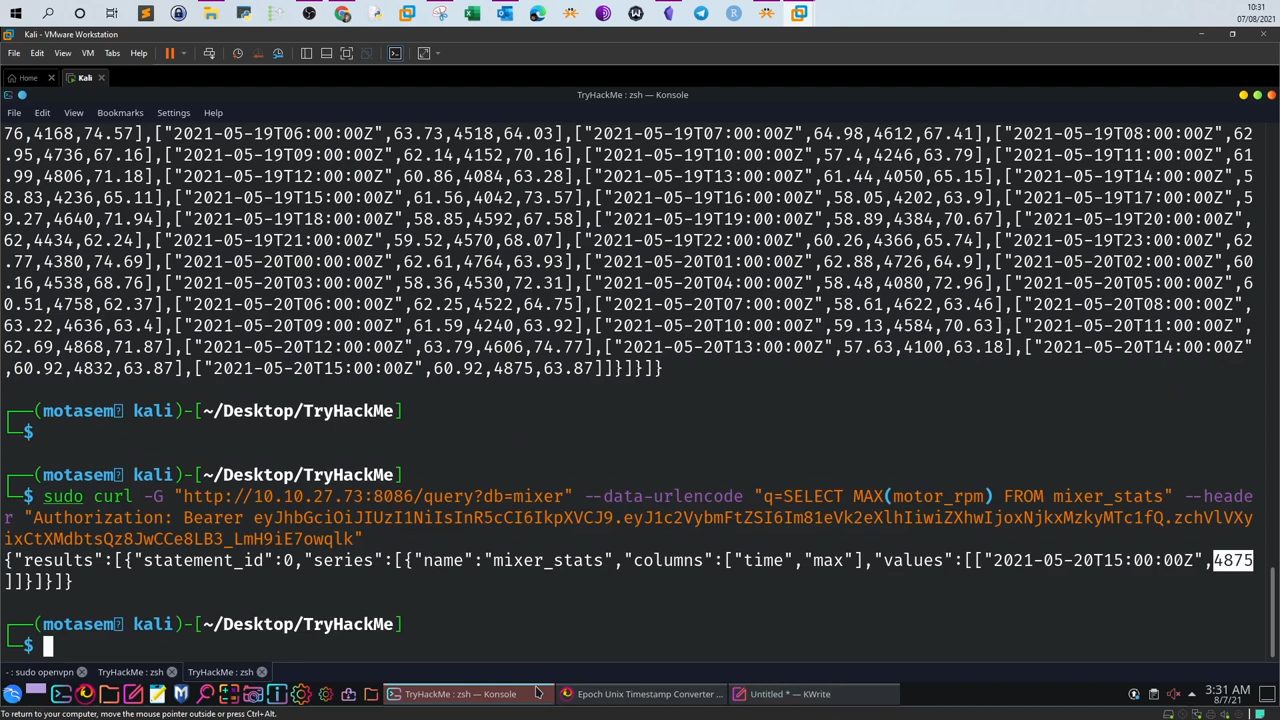 10:31
07/08/2021
Kali - VMware Workstation
File Edit View VM Tabs Help
Home Kali
TryHackMe : zsh — Konsole
File Edit View Bookmarks Settings Help
76,4168,74.57],["2021-05-19T06:00:00Z",63.73,4518,64.03],["2021-05-19T07:00:00Z",64.98,4612,67.41],["2021-05-19T08:00:00Z",62
.95,4736,67.16],["2021-05-19T09:00:00Z",62.14,4152,70.16],["2021-05-19T10:00:00Z",57.4,4246,63.79],["2021-05-19T11:00:00Z",61
.99,4806,71.18],["2021-05-19T12:00:00Z",60.86,4084,63.28],["2021-05-19T13:00:00Z",61.44,4050,65.15],["2021-05-19T14:00:00Z",5
8.83,4236,65.11],["2021-05-19T15:00:00Z",61.56,4042,73.57],["2021-05-19T16:00:00Z",58.05,4202,63.9],["2021-05-19T17:00:00Z",5
9.27,4640,71.94],["2021-05-19T18:00:00Z",58.85,4592,67.58],["2021-05-19T19:00:00Z",58.89,4384,70.67],["2021-05-19T20:00:00Z",
62,4434,62.24],["2021-05-19T21:00:00Z",59.52,4570,68.07],["2021-05-19T22:00:00Z",60.26,4366,65.74],["2021-05-19T23:00:00Z",62
.77,4380,74.69],["2021-05-20T00:00:00Z",62.61,4764,63.93],["2021-05-20T01:00:00Z",62.88,4726,64.9],["2021-05-20T02:00:00Z",60
.16,4538,68.76],["2021-05-20T03:00:00Z",58.36,4530,72.31],["2021-05-20T04:00:00Z",58.48,4080,72.96],["2021-05-20T05:00:00Z",6
0.51,4758,62.37],["2021-05-20T06:00:00Z",62.25,4522,64.75],["2021-05-20T07:00:00Z",58.61,4622,63.46],["2021-05-20T08:00:00Z",
63.22,4636,63.4],["2021-05-20T09:00:00Z",61.59,4240,63.92],["2021-05-20T10:00:00Z",59.13,4584,70.63],["2021-05-20T11:00:00Z",
62.69,4868,71.87],["2021-05-20T12:00:00Z",63.79,4606,74.77],["2021-05-20T13:00:00Z",57.63,4100,63.18],["2021-05-20T14:00:00Z"
,60.92,4832,63.87],["2021-05-20T15:00:00Z",60.92,4875,63.87]]}]}]}
(motasem kali)-[~/Desktop/TryHackMe]
$
(motasem kali)-[~/Desktop/TryHackMe]
$ sudo curl -G "http://10.10.27.73:8086/query?db=mixer" --data-urlencode "q=SELECT MAX(motor_rpm) FROM mixer_stats" --heade
r "Authorization: Bearer eyJhbGciOiJIUzI1NiIsInR5cCI6IkpXVCJ9.eyJ1c2VybmFtZSI6Im81eVk2eXlhIiwiZXhwIjoxNjkxMzkyMTc1fQ.zchVlVXy
ixCtXMdbtsQz8JwCCe8LB3_LmH9iE7owqlk"
{"results":[{"statement_id":0,"series":[{"name":"mixer_stats","columns":["time","max"],"values":[["2021-05-20T15:00:00Z",4875
]]}]}]}
(motasem kali)-[~/Desktop/TryHackMe]
$
- : sudo openvpn TryHackMe : zsh TryHackMe : zsh
TryHackMe : zsh — Konsole Epoch Unix Timestamp Converter ... Untitled * — KWrite 3:31 AM
8/7/21
To return to your computer, move the mouse pointer outside or press Ctrl+Alt.